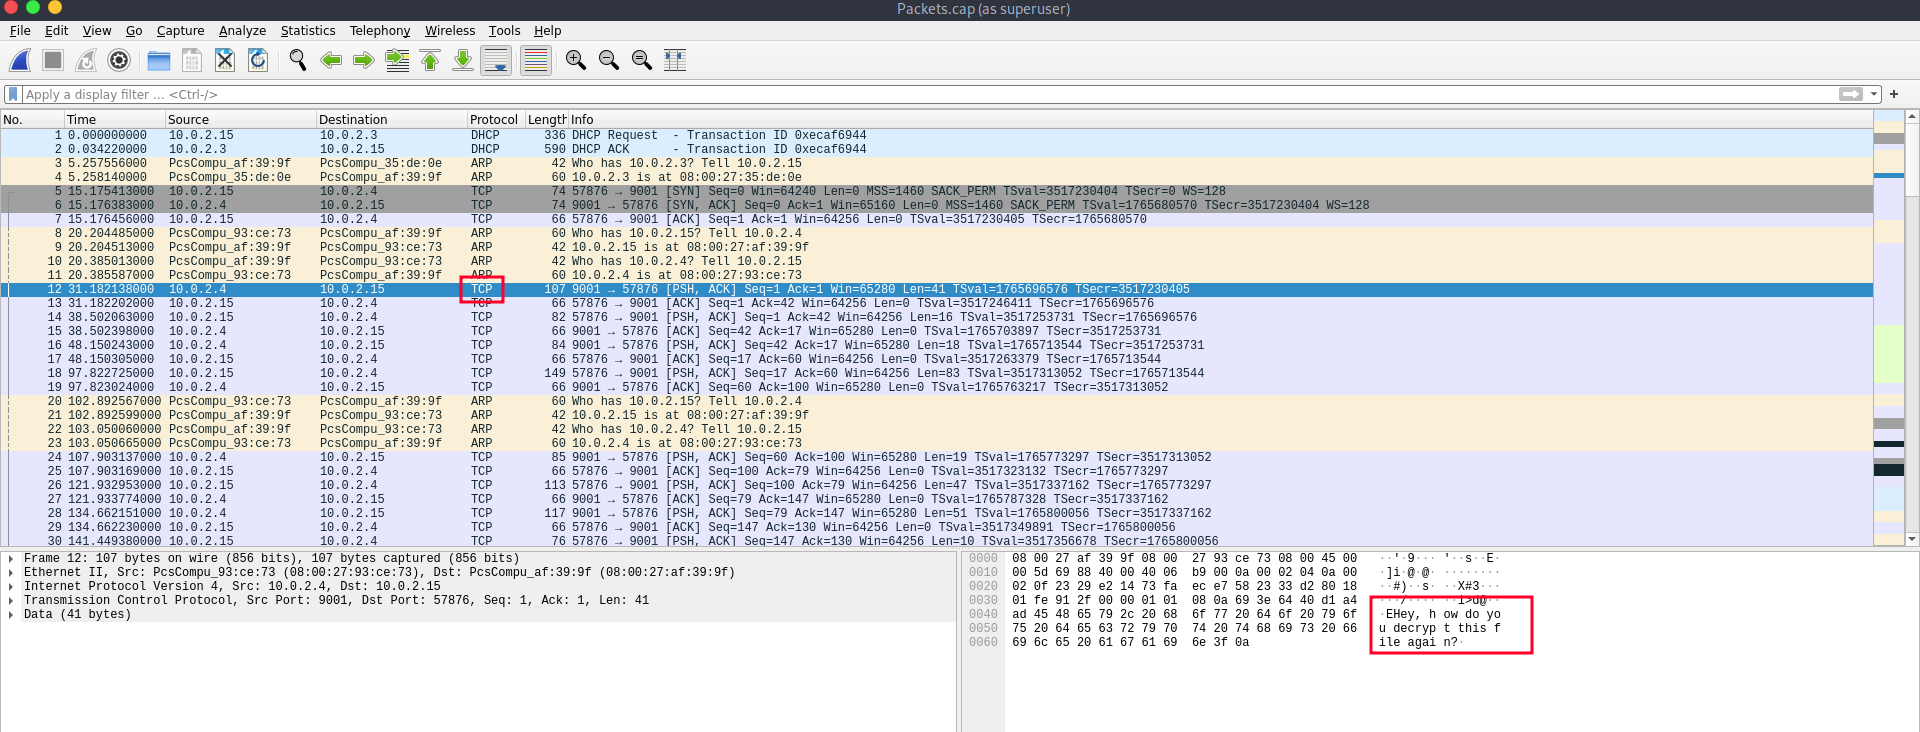 Packets.cap (as superuser)
File Edit View Go Capture Analyze Statistics Telephony Wireless Tools Help
Apply a display filter ... <Ctrl-/>
No. Time Source Destination Protocol Length Info
1 0.000000000 10.0.2.15 10.0.2.3 DHCP 336 DHCP Request - Transaction ID 0xecaf6944
2 0.034220000 10.0.2.3 10.0.2.15 DHCP 590 DHCP ACK - Transaction ID 0xecaf6944
3 5.257556000 PcsCompu_af:39:9f PcsCompu_35:de:0e ARP 42 Who has 10.0.2.3? Tell 10.0.2.15
4 5.258140000 PcsCompu_35:de:0e PcsCompu_af:39:9f ARP 60 10.0.2.3 is at 08:00:27:35:de:0e
5 15.175413000 10.0.2.15 10.0.2.4 TCP 74 57876 → 9001 [SYN] Seq=0 Win=64240 Len=0 MSS=1460 SACK_PERM TSval=3517230404 TSecr=0 WS=128
6 15.176383000 10.0.2.4 10.0.2.15 TCP 74 9001 → 57876 [SYN, ACK] Seq=0 Ack=1 Win=65160 Len=0 MSS=1460 SACK_PERM TSval=1765680570 TSecr=3517230404 WS=128
7 15.176456000 10.0.2.15 10.0.2.4 TCP 66 57876 → 9001 [ACK] Seq=1 Ack=1 Win=64256 Len=0 TSval=3517230405 TSecr=1765680570
8 20.204485000 PcsCompu_93:ce:73 PcsCompu_af:39:9f ARP 60 Who has 10.0.2.15? Tell 10.0.2.4
9 20.204513000 PcsCompu_af:39:9f PcsCompu_93:ce:73 ARP 42 10.0.2.15 is at 08:00:27:af:39:9f
10 20.385013000 PcsCompu_af:39:9f PcsCompu_93:ce:73 ARP 42 Who has 10.0.2.4? Tell 10.0.2.15
11 20.385587000 PcsCompu_93:ce:73 PcsCompu_af:39:9f ARP 60 10.0.2.4 is at 08:00:27:93:ce:73
12 31.182138000 10.0.2.4 10.0.2.15 TCP 107 9001 → 57876 [PSH, ACK] Seq=1 Ack=1 Win=65280 Len=41 TSval=1765696576 TSecr=3517230405
13 31.182202000 10.0.2.15 10.0.2.4 TCP 66 57876 → 9001 [ACK] Seq=1 Ack=42 Win=64256 Len=0 TSval=3517246411 TSecr=1765696576
14 38.502063000 10.0.2.15 10.0.2.4 TCP 82 57876 → 9001 [PSH, ACK] Seq=1 Ack=42 Win=64256 Len=16 TSval=3517253731 TSecr=1765696576
15 38.502398000 10.0.2.4 10.0.2.15 TCP 66 9001 → 57876 [ACK] Seq=42 Ack=17 Win=65280 Len=0 TSval=1765703897 TSecr=3517253731
16 48.150243000 10.0.2.4 10.0.2.15 TCP 84 9001 → 57876 [PSH, ACK] Seq=42 Ack=17 Win=65280 Len=18 TSval=1765713544 TSecr=3517253731
17 48.150305000 10.0.2.15 10.0.2.4 TCP 66 57876 → 9001 [ACK] Seq=17 Ack=60 Win=64256 Len=0 TSval=3517263379 TSecr=1765713544
18 97.822725000 10.0.2.15 10.0.2.4 TCP 149 57876 → 9001 [PSH, ACK] Seq=17 Ack=60 Win=64256 Len=83 TSval=3517313052 TSecr=1765713544
19 97.823024000 10.0.2.4 10.0.2.15 TCP 66 9001 → 57876 [ACK] Seq=60 Ack=100 Win=65280 Len=0 TSval=1765763217 TSecr=3517313052
20 102.892567000 PcsCompu_93:ce:73 PcsCompu_af:39:9f ARP 60 Who has 10.0.2.15? Tell 10.0.2.4
21 102.892599000 PcsCompu_af:39:9f PcsCompu_93:ce:73 ARP 42 10.0.2.15 is at 08:00:27:af:39:9f
22 103.050060000 PcsCompu_af:39:9f PcsCompu_93:ce:73 ARP 42 Who has 10.0.2.4? Tell 10.0.2.15
23 103.050665000 PcsCompu_93:ce:73 PcsCompu_af:39:9f ARP 60 10.0.2.4 is at 08:00:27:93:ce:73
24 107.903137000 10.0.2.4 10.0.2.15 TCP 85 9001 → 57876 [PSH, ACK] Seq=60 Ack=100 Win=65280 Len=19 TSval=1765773297 TSecr=3517313052
25 107.903169000 10.0.2.15 10.0.2.4 TCP 66 57876 → 9001 [ACK] Seq=100 Ack=79 Win=64256 Len=0 TSval=3517323132 TSecr=1765773297
26 121.932953000 10.0.2.15 10.0.2.4 TCP 113 57876 → 9001 [PSH, ACK] Seq=100 Ack=79 Win=64256 Len=47 TSval=3517337162 TSecr=1765773297
27 121.933774000 10.0.2.4 10.0.2.15 TCP 66 9001 → 57876 [ACK] Seq=79 Ack=147 Win=65280 Len=0 TSval=1765787328 TSecr=3517337162
28 134.662151000 10.0.2.4 10.0.2.15 TCP 117 9001 → 57876 [PSH, ACK] Seq=79 Ack=147 Win=65280 Len=51 TSval=1765800056 TSecr=3517337162
29 134.662230000 10.0.2.15 10.0.2.4 TCP 66 57876 → 9001 [ACK] Seq=147 Ack=130 Win=64256 Len=0 TSval=3517349891 TSecr=1765800056
30 141.449380000 10.0.2.15 10.0.2.4 TCP 76 57876 → 9001 [PSH, ACK] Seq=147 Ack=130 Win=64256 Len=10 TSval=3517356678 TSecr=1765800056
Frame 12: 107 bytes on wire (856 bits), 107 bytes captured (856 bits)
Ethernet II, Src: PcsCompu_93:ce:73 (08:00:27:93:ce:73), Dst: PcsCompu_af:39:9f (08:00:27:af:39:9f)
Internet Protocol Version 4, Src: 10.0.2.4, Dst: 10.0.2.15
Transmission Control Protocol, Src Port: 9001, Dst Port: 57876, Seq: 1, Ack: 1, Len: 41
Data (41 bytes)
0000 08 00 27 af 39 9f 08 00 27 93 ce 73 08 00 45 00 ··'·9··· '··s··E·
0010 00 5d 69 88 40 00 40 06 b9 00 0a 00 02 04 0a 00 ·]i·@·@· ········
0020 02 0f 23 29 e2 14 73 fa ec e7 58 23 33 d2 80 18 ··#)··s· ··X#3···
0030 01 fe 91 2f 00 00 01 01 08 0a 69 3e 64 40 d1 a4 ···/···· ··i>d@··
0040 ad 45 48 65 79 2c 20 68 6f 77 20 64 6f 20 79 6f ·EHey, h ow do yo
0050 75 20 64 65 63 72 79 70 74 20 74 68 69 73 20 66 u decryp t this f
0060 69 6c 65 20 61 67 61 69 6e 3f 0a ile agai n?·